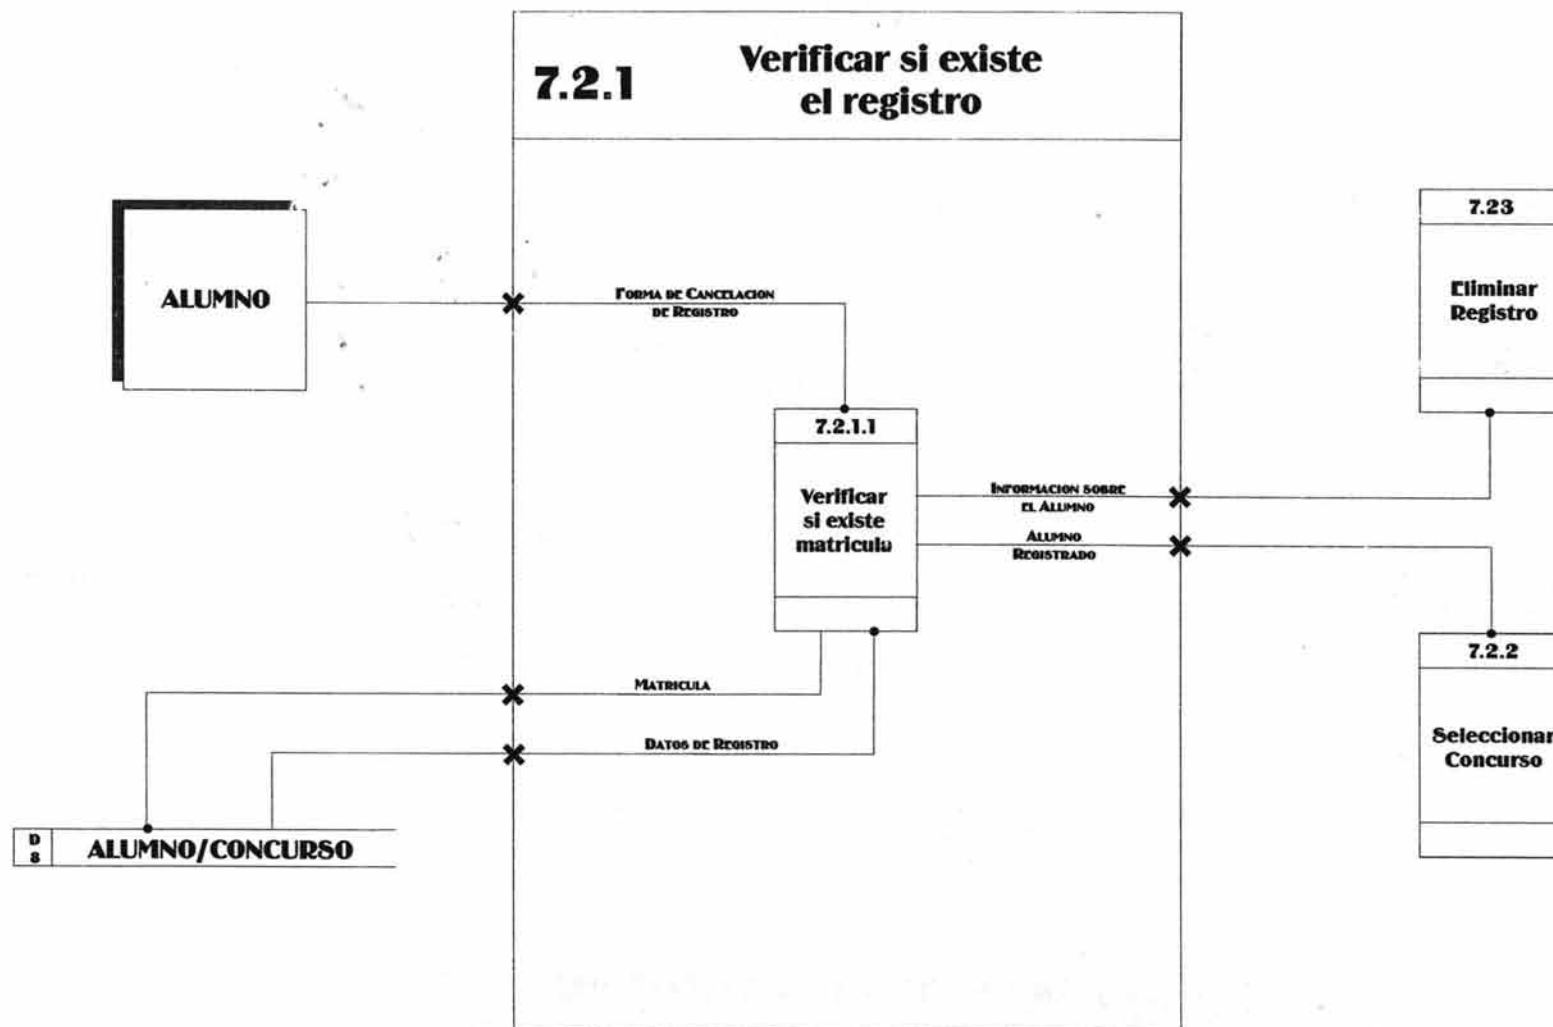 7.2.1
Verificar si existe
el registro
ALUMNO
FORMA DE CANCELACION
DE REGISTRO
7.2.1.1
Verificar
si existe
matricula
INFORMACION SOBRE
EL ALUMNO
ALUMNO
REGISTRADO
7.23
Eliminar
Registro
7.2.2
Seleccionar
Concurso
MATRICULA
DATOS DE REGISTRO
D
8
ALUMNO/CONCURSO